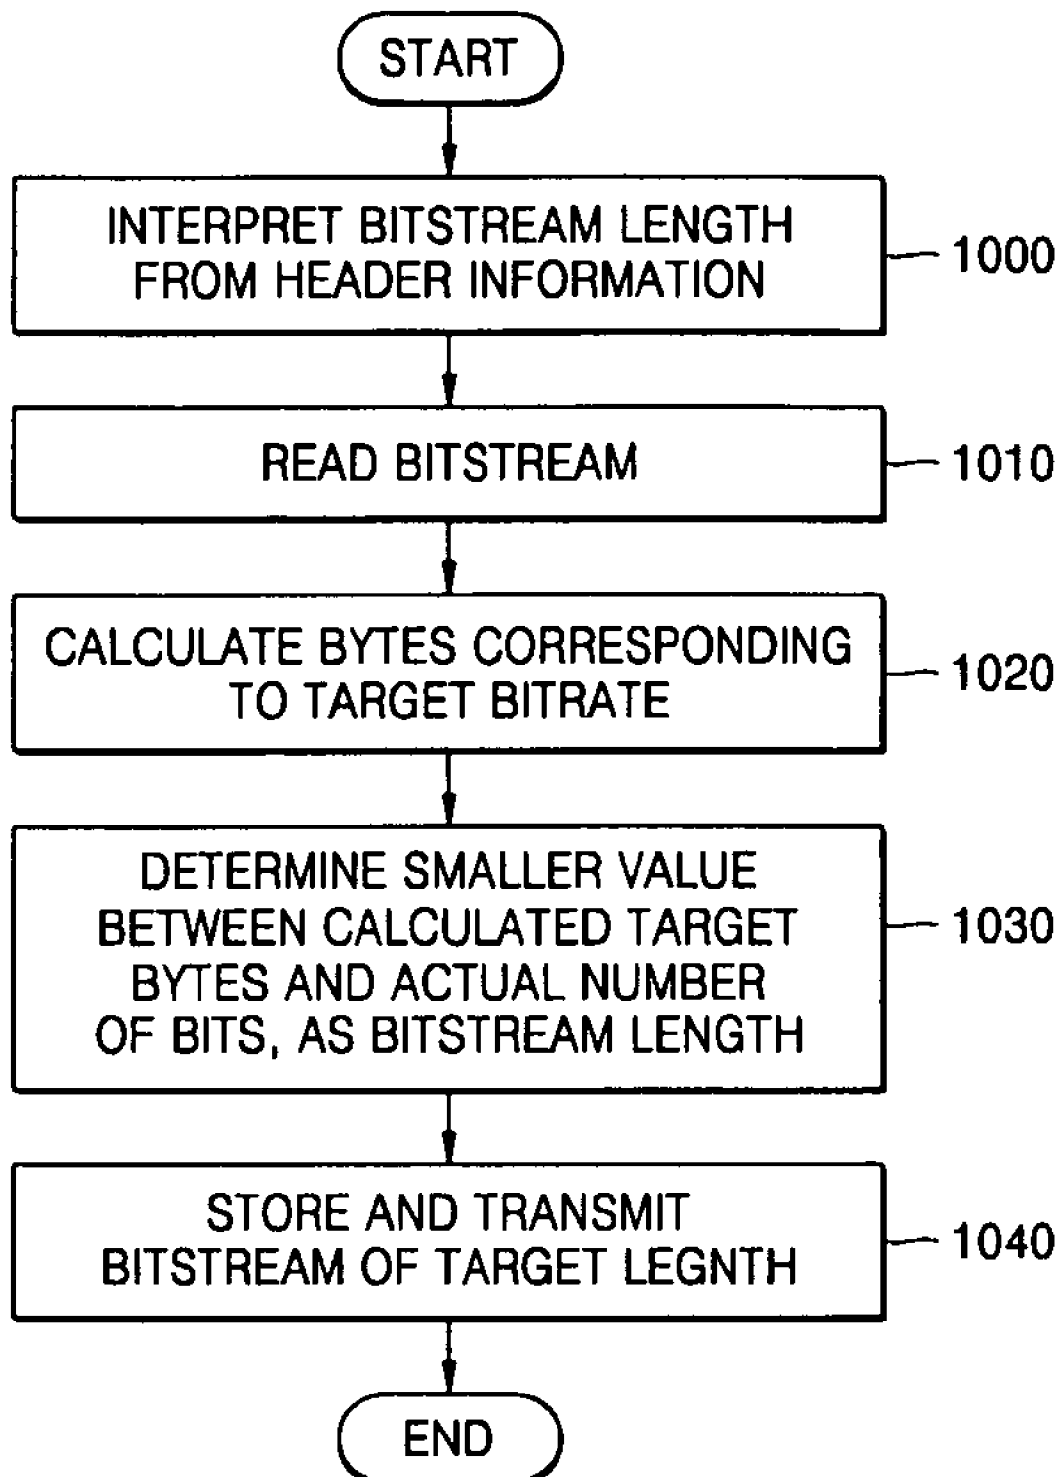 START
INTERPRET BITSTREAM LENGTH
FROM HEADER INFORMATION
1000
READ BITSTREAM
1010
CALCULATE BYTES CORRESPONDING
TO TARGET BITRATE
1020
DETERMINE SMALLER VALUE
BETWEEN CALCULATED TARGET
BYTES AND ACTUAL NUMBER
OF BITS, AS BITSTREAM LENGTH
1030
STORE AND TRANSMIT
BITSTREAM OF TARGET LEGNTH
1040
END